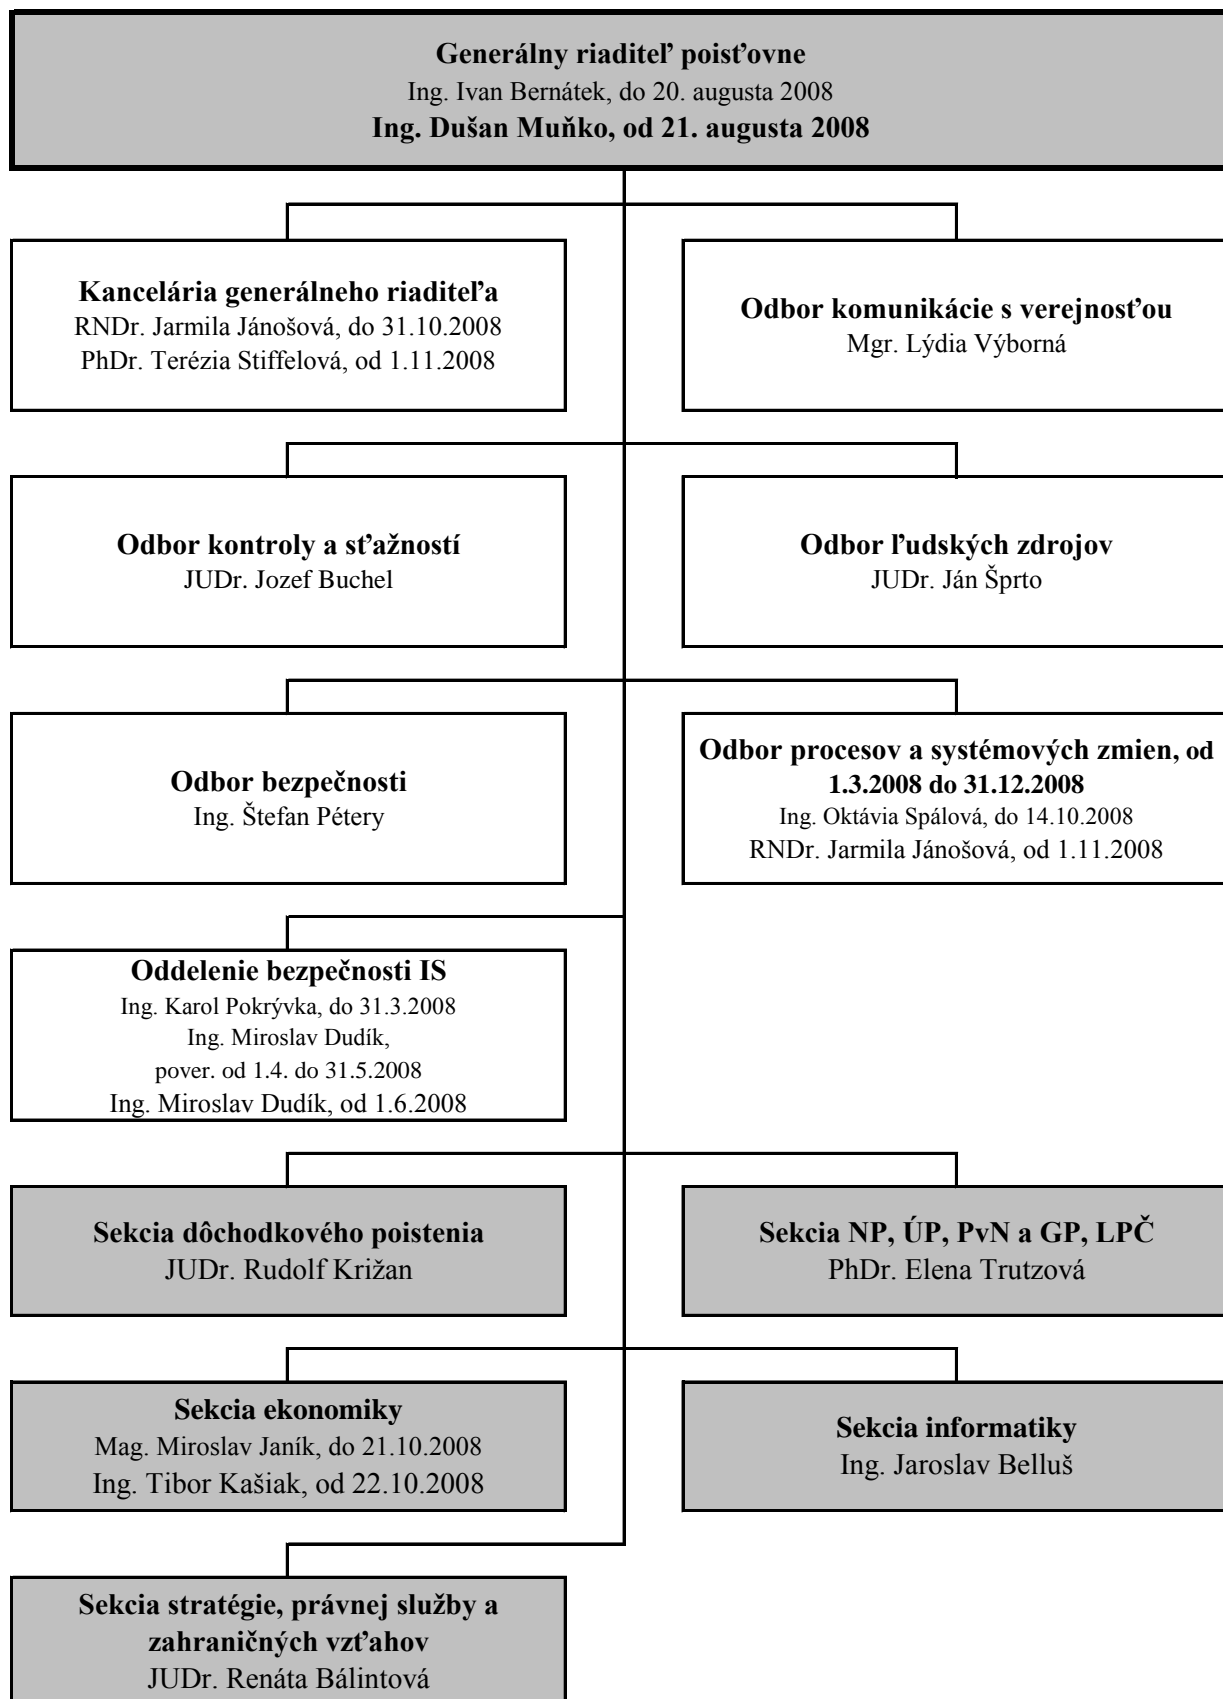 Generálny riaditeľ poisťovne
Ing. Ivan Bernátek, do 20. augusta 2008
Ing. Dušan Muňko, od 21. augusta 2008
Kancelária generálneho riaditeľa
RNDr. Jarmila Jánošová, do 31.10.2008
PhDr. Terézia Stiffelová, od 1.11.2008
Odbor komunikácie s verejnosťou
Mgr. Lýdia Výborná
Odbor kontroly a sťažností
JUDr. Jozef Buchel
Odbor ľudských zdrojov
JUDr. Ján Šprto
Odbor bezpečnosti
Ing. Štefan Pétery
Odbor procesov a systémových zmien, od
1.3.2008 do 31.12.2008
Ing. Oktávia Spálová, do 14.10.2008
RNDr. Jarmila Jánošová, od 1.11.2008
Oddelenie bezpečnosti IS
Ing. Karol Pokrývka, do 31.3.2008
Ing. Miroslav Dudík,
pover. od 1.4. do 31.5.2008
Ing. Miroslav Dudík, od 1.6.2008
Sekcia dôchodkového poistenia
JUDr. Rudolf Križan
Sekcia NP, ÚP, PvN a GP, LPČ
PhDr. Elena Trutzová
Sekcia ekonomiky
Mag. Miroslav Janík, do 21.10.2008
Ing. Tibor Kašiak, od 22.10.2008
Sekcia informatiky
Ing. Jaroslav Belluš
Sekcia stratégie, právnej služby a
zahraničných vzťahov
JUDr. Renáta Bálintová